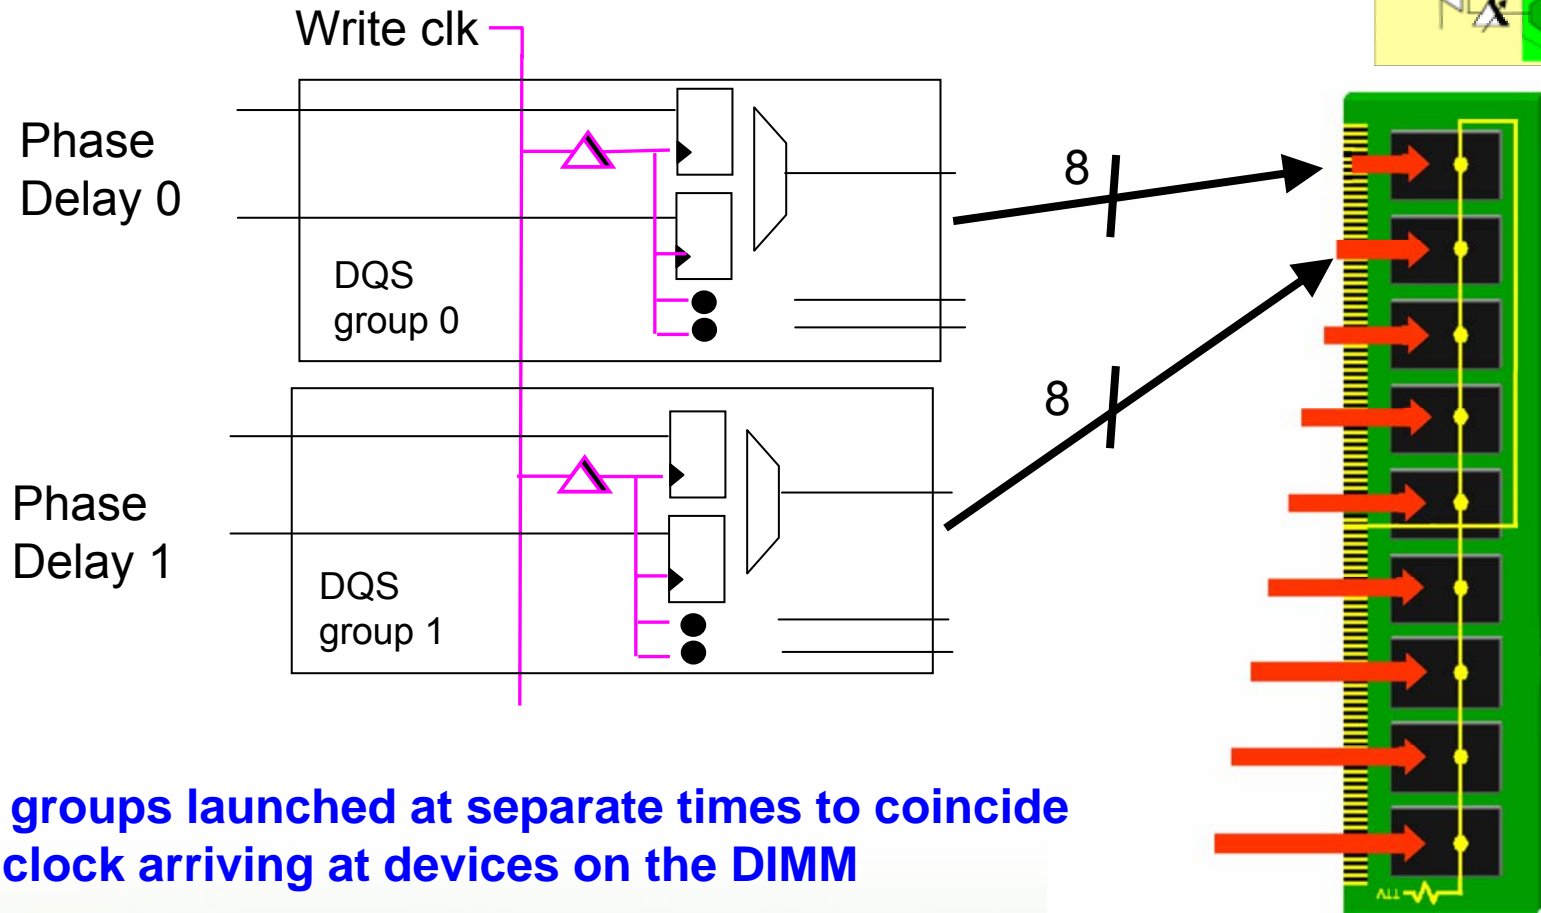 Write clk
Phase
Delay 0
8
DQS
group 0
8
Phase
Delay 1
DQS
group 1
groups launched at separate times to coincide
clock arriving at devices on the DIMM
VTT